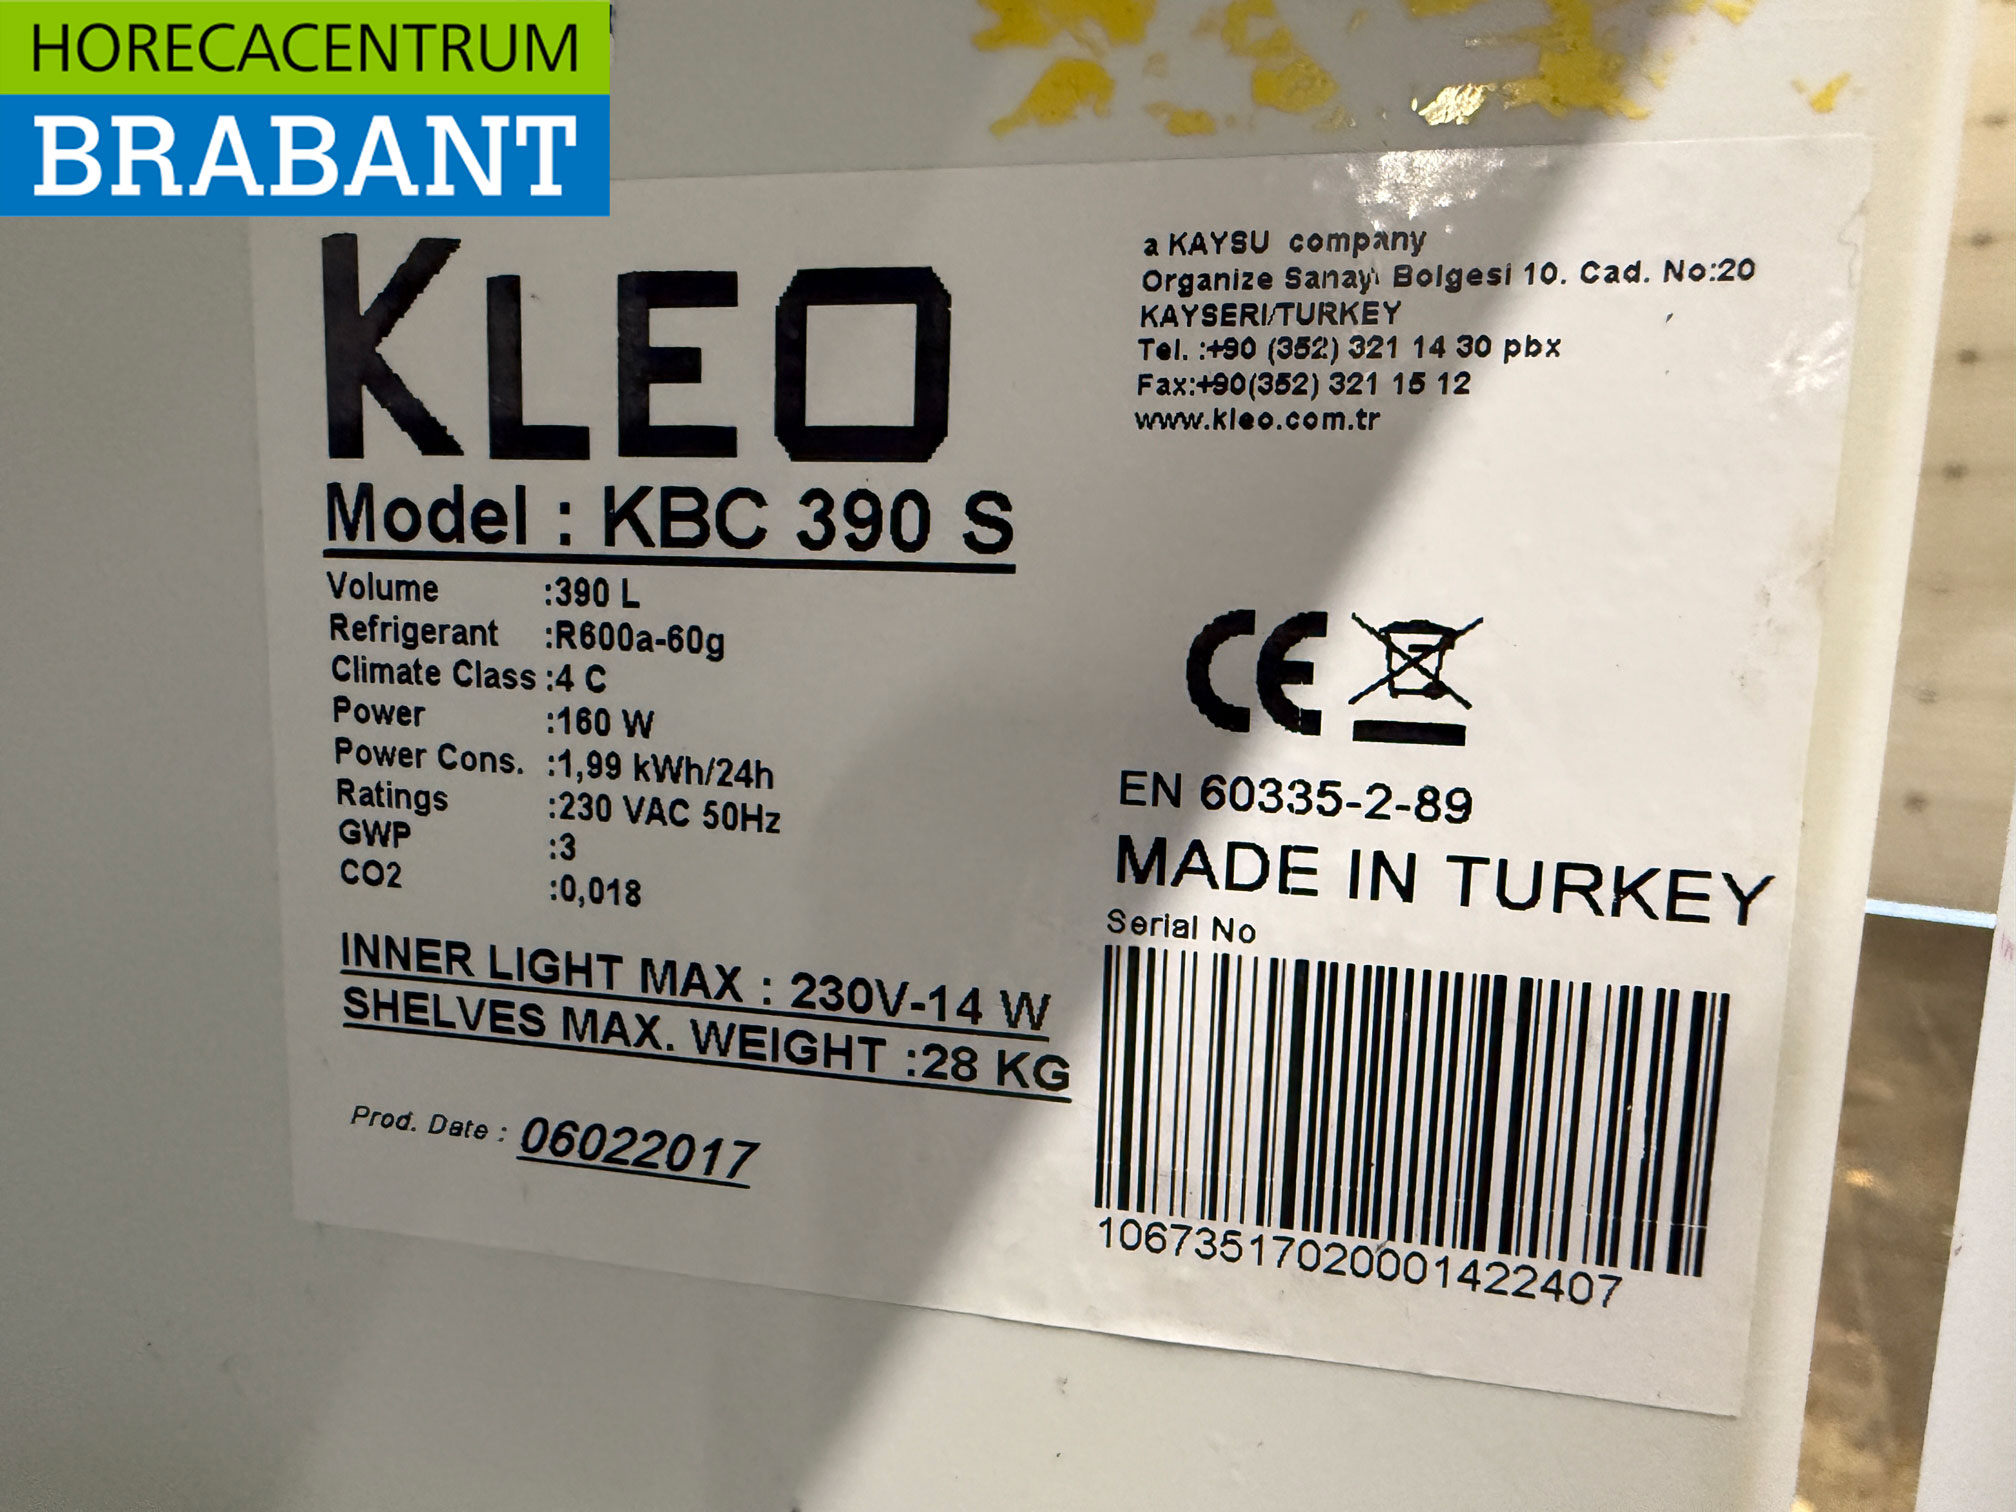 HORECACENTRUM
BRABANT
KLEO
Model : KBC 390 S
Volume :390 L
Refrigerant :R600a-60g
Climate Class :4 C
Power :160 W
Power Cons. :1,99 kWh/24h
Ratings :230 VAC 50Hz
GWP :3
CO2 :0,018
INNER LIGHT MAX : 230V-14 W
SHELVES MAX. WEIGHT :28 KG
Prod. Date : 06022017
a KAYSU company
Organize Sanayi Bolgesi 10. Cad. No:20
KAYSERI/TURKEY
Tel. :+90 (352) 321 14 30 pbx
Fax:+90(352) 321 15 12
www.kleo.com.tr
CE
EN 60335-2-89
MADE IN TURKEY
Serial No
10673517020001422407